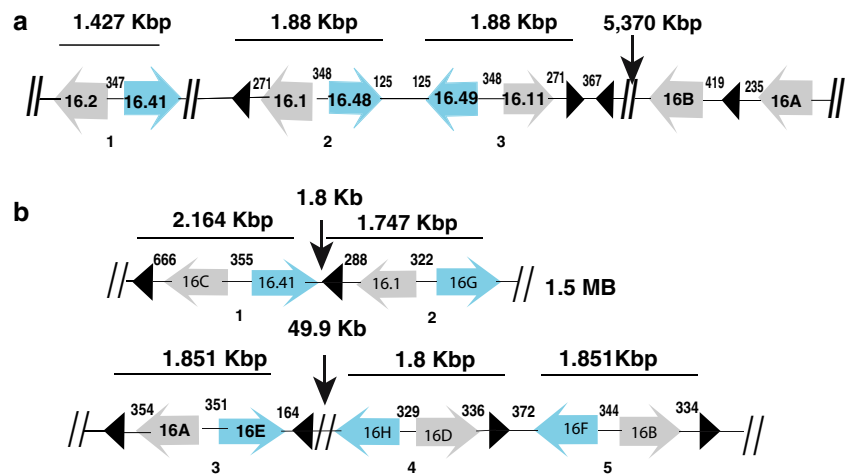 a
1.427 Kbp 1.88 Kbp 1.88 Kbp 5,370 kbp
16.2 347 16.41 271 16.1 348 16.48 125 125 16.49 348 16.11 271 367 16B 419 235 16A
1 2 3
b
1.8 Kb
2.164 Kbp 1.747 Kbp
666 16C 355 16.41 288 16.1 322 16G 1.5 MB
1 2
49.9 Kb
1.851 Kbp 1.8 Kbp 1.851Kbp
354 16A 351 16E 164 16H 329 16D 336 372 16F 344 16B 334
3 4 5